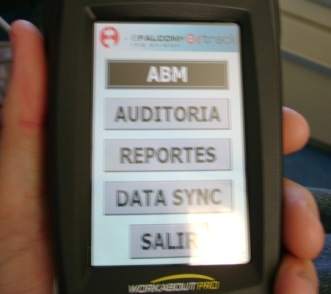 ABM
AUDITORIA
REPORTES
DATA SYNC
SALIR
WORKABOUT PRO